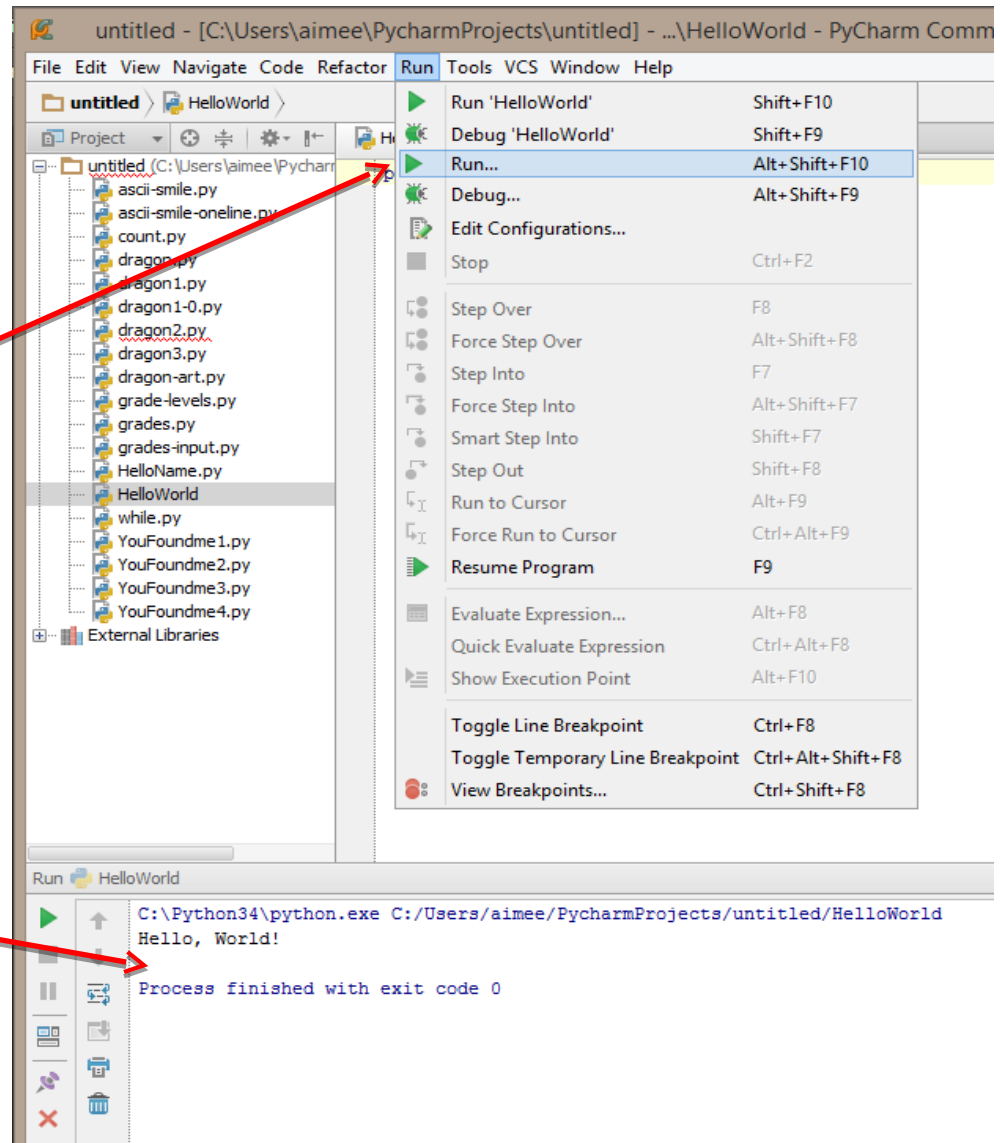 untitled - [C:\Users\aimee\PycharmProjects\untitled] - ...\HelloWorld - PyCharm Comm
File Edit View Navigate Code Refactor Run Tools VCS Window Help
untitled HelloWorld
Project
untitled (C:\Users\aimee\Pycharr
ascii-smile.py
ascii-smile-oneline.py
count.py
dragon.py
dragon1.py
dragon1-0.py
dragon2.py
dragon3.py
dragon-art.py
grade-levels.py
grades.py
grades-input.py
HelloName.py
HelloWorld
while.py
YouFoundme1.py
YouFoundme2.py
YouFoundme3.py
YouFoundme4.py
External Libraries
Run 'HelloWorld' Shift+F10
Debug 'HelloWorld' Shift+F9
Run... Alt+Shift+F10
Debug... Alt+Shift+F9
Edit Configurations...
Stop Ctrl+F2
Step Over F8
Force Step Over Alt+Shift+F8
Step Into F7
Force Step Into Alt+Shift+F7
Smart Step Into Shift+F7
Step Out Shift+F8
Run to Cursor Alt+F9
Force Run to Cursor Ctrl+Alt+F9
Resume Program F9
Evaluate Expression... Alt+F8
Quick Evaluate Expression Ctrl+Alt+F8
Show Execution Point Alt+F10
Toggle Line Breakpoint Ctrl+F8
Toggle Temporary Line Breakpoint Ctrl+Alt+Shift+F8
View Breakpoints... Ctrl+Shift+F8
Run HelloWorld
C:\Python34\python.exe C:/Users/aimee/PycharmProjects/untitled/HelloWorld
Hello, World!
Process finished with exit code 0